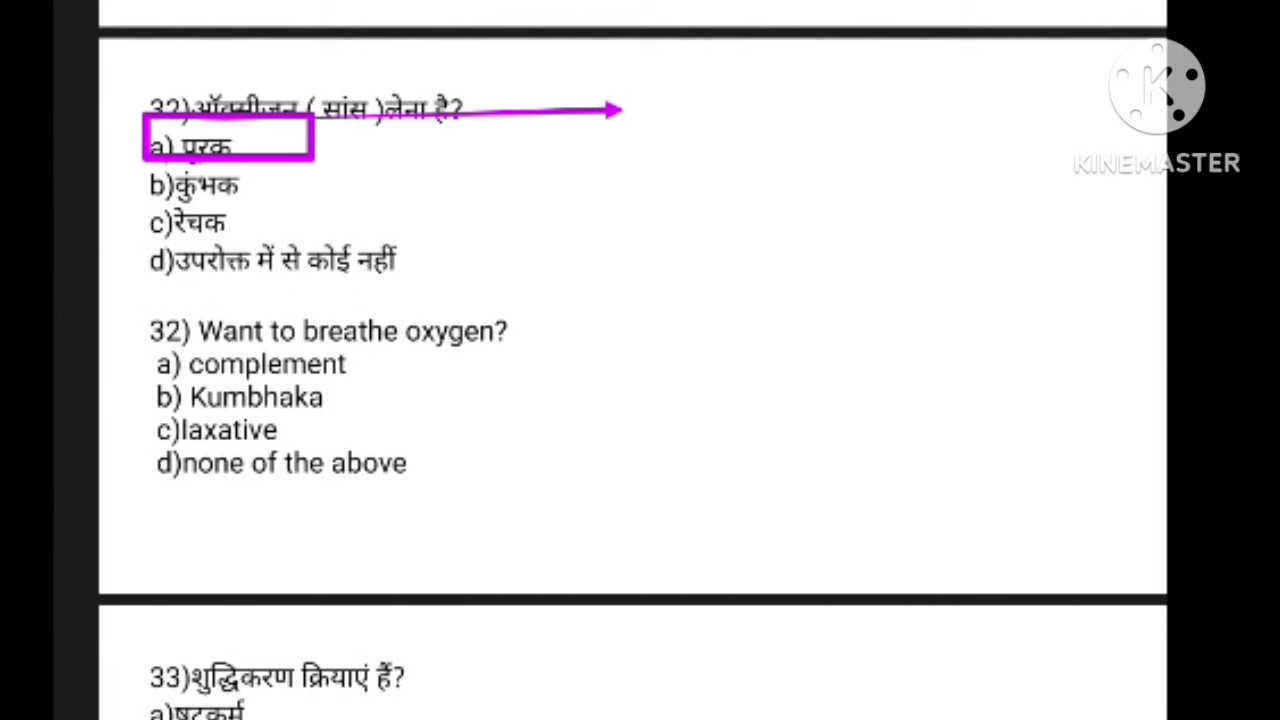 32)ऑक्सीजन ( सांस )लेना है?
a) पूरक
b)कुंभक
c)रेचक
d)उपरोक्त में से कोई नहीं
32) Want to breathe oxygen?
a) complement
b) Kumbhaka
c)laxative
d)none of the above
33)शुद्धिकरण क्रियाएं हैं?
a)षटकर्म
KINEMASTER